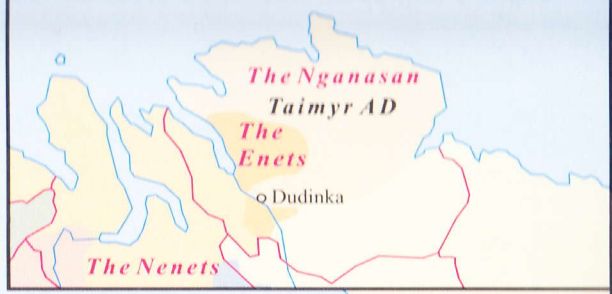 The Nganasan
Taimyr AD
The
Enets
Dudinka
The Nenets